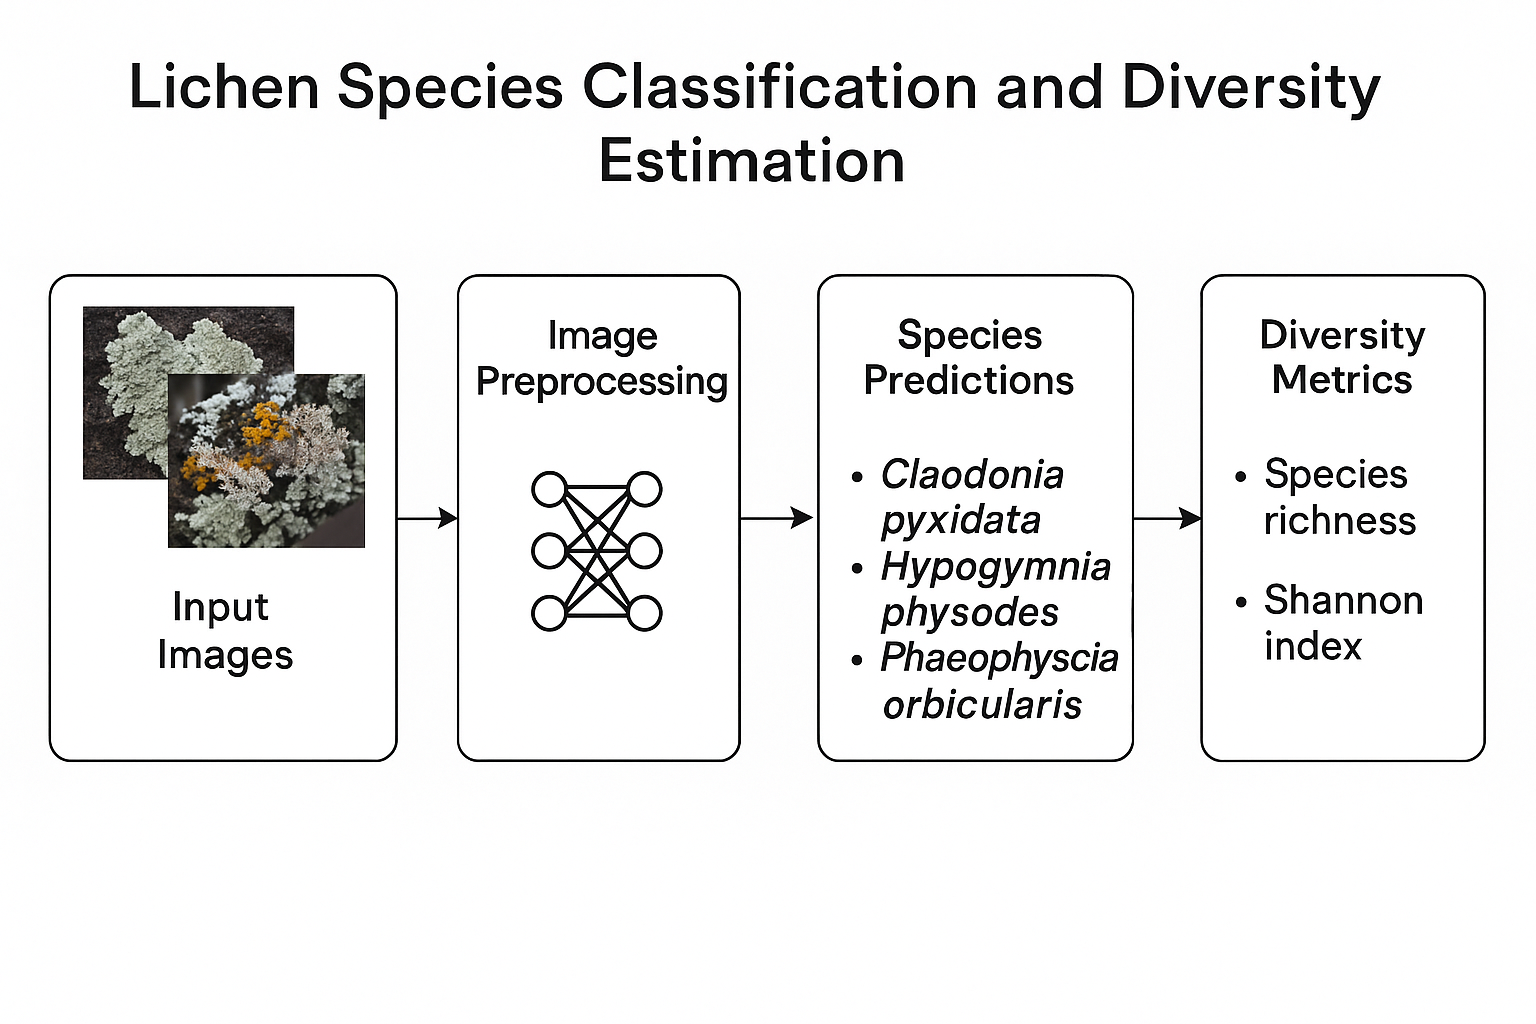 Lichen Species Classification and Diversity
Estimation
Input
Images
Image
Preprocessing
Species
Predictions
• Claodonia
pyxidata
• Hypogymnia
physodes
• Phaeophyscia
orbicularis
Diversity
Metrics
• Species
richness
• Shannon
index